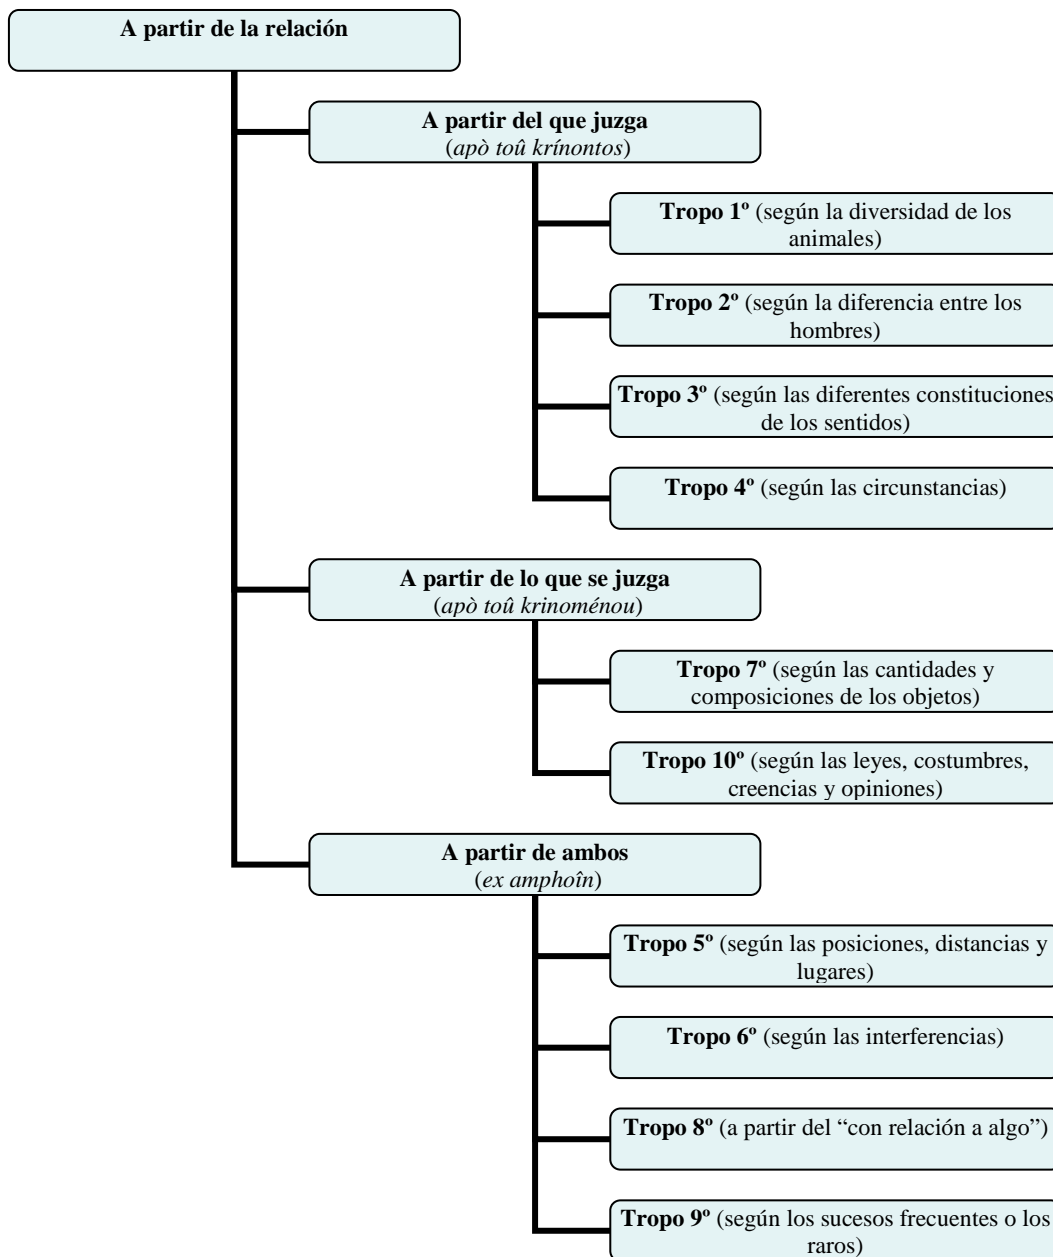 A partir de la relación
A partir del que juzga
(apò toû krínontos)
Tropo 1º (según la diversidad de los
animales)
Tropo 2º (según la diferencia entre los
hombres)
Tropo 3º (según las diferentes constituciones
de los sentidos)
Tropo 4º (según las circunstancias)
A partir de lo que se juzga
(apò toû krinoménou)
Tropo 7º (según las cantidades y
composiciones de los objetos)
Tropo 10º (según las leyes, costumbres,
creencias y opiniones)
A partir de ambos
(ex amphoîn)
Tropo 5º (según las posiciones, distancias y
lugares)
Tropo 6º (según las interferencias)
Tropo 8º (a partir del “con relación a algo”)
Tropo 9º (según los sucesos frecuentes o los
raros)